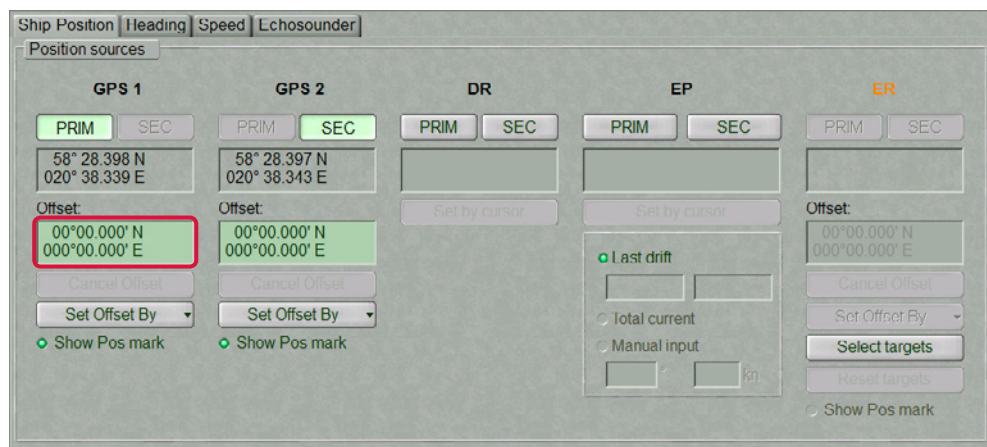 Ship Position Heading Speed Echosounder
Position sources
GPS 1 GPS 2 DR EP ER
PRIM SEC PRIM SEC PRIM SEC PRIM SEC PRIM SEC
58° 28.398 N 58° 28.397 N
020° 38.339 E 020° 38.343 E
Set by cursor Set by cursor
Offset: Offset: Offset:
00°00.000' N 00°00.000' N 00°00.000' N
000°00.000' E 000°00.000' E 000°00.000' E
Last drift
Cancel Offset Cancel Offset Cancel Offset
Set Offset By Set Offset By Total current Set Offset By
Show Pos mark Show Pos mark Manual input Select targets
° kn Reset targets
Show Pos mark